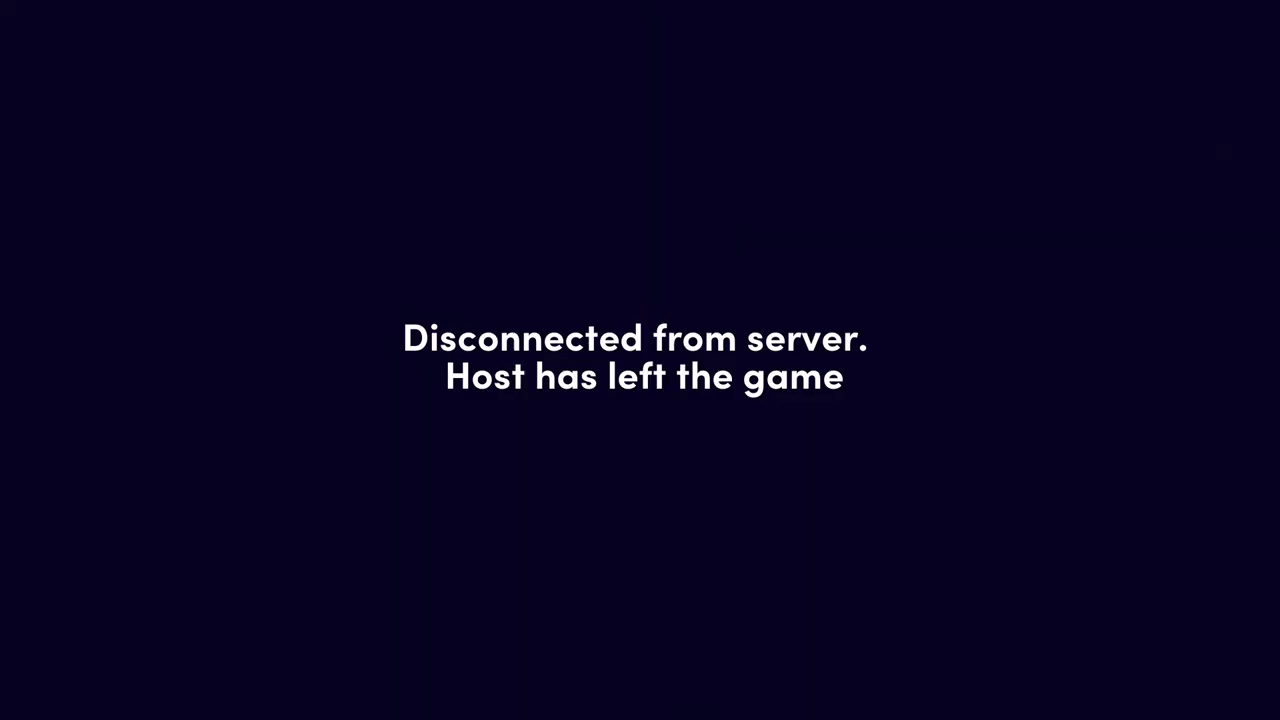 Disconnected from server.
Host has left the game